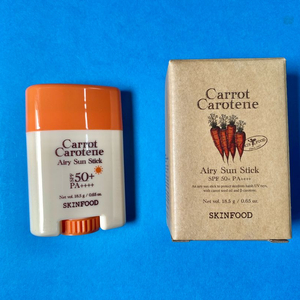 Carrot
Carotene
Airy Sun Stick
SPF 50+
PA++++
Net wt. 18.5 g / 0.65 oz.
SKINFOOD
Carrot
Carotene
Airy Sun Stick
SPF 50+ PA++++
Net wt. 18.5 g / 0.65 oz
SKINFOOD